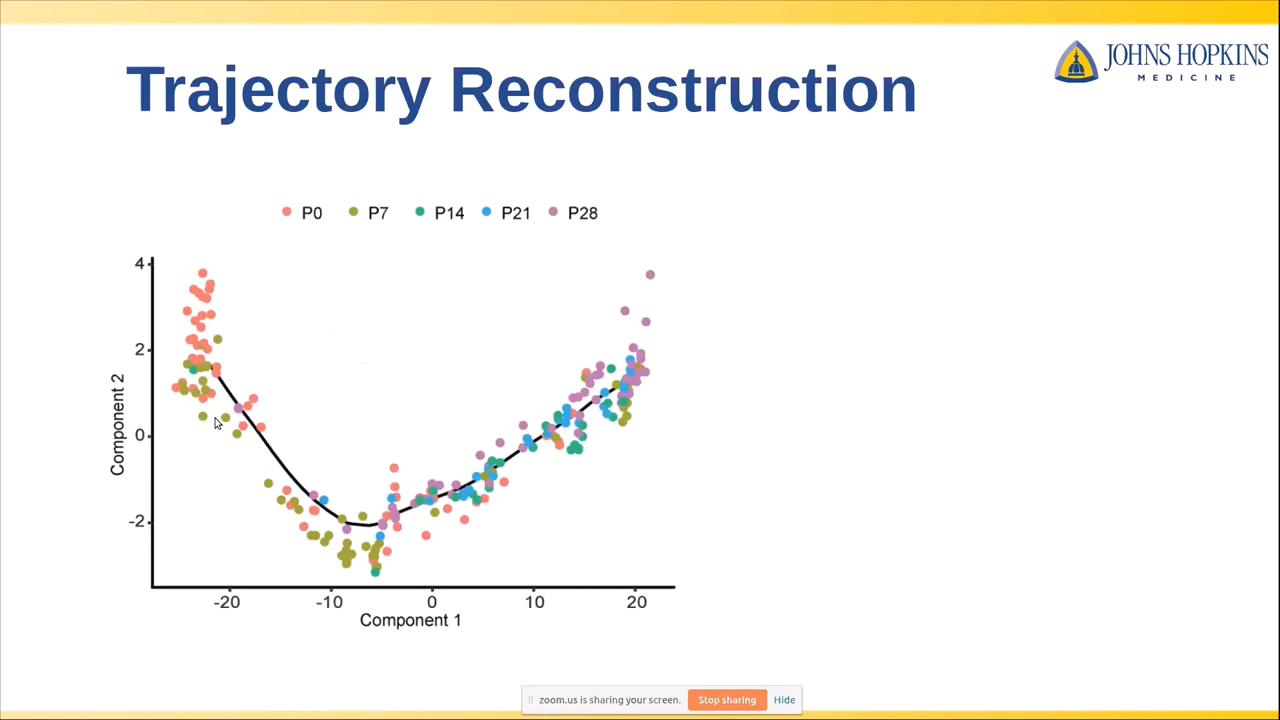 JOHNS HOPKINS
MEDICINE
Trajectory Reconstruction
P0 P7 P14 P21 P28
4
2
0
-2
Component 2
-20 -10 0 10 20
Component 1
zoom.us is sharing your screen. Stop sharing Hide